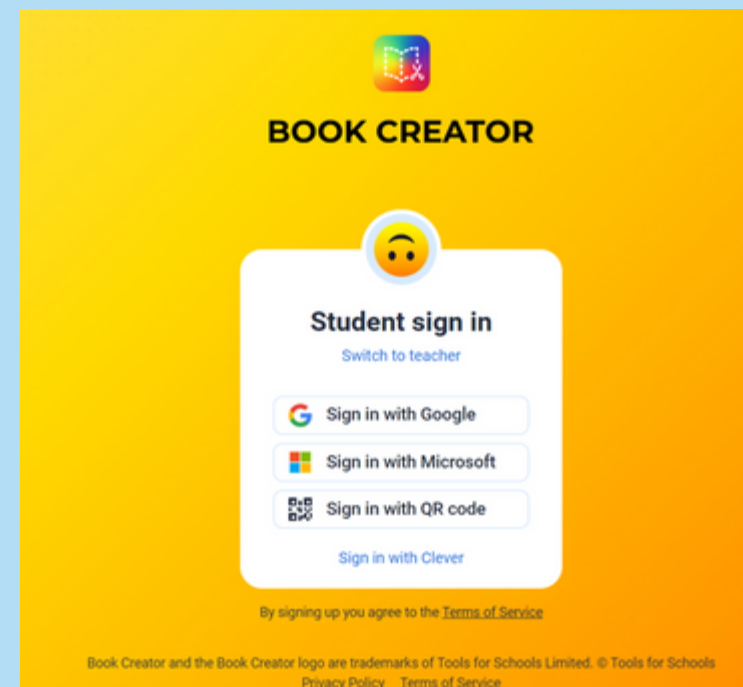 BOOK CREATOR
Student sign in
Switch to teacher
Sign in with Google
Sign in with Microsoft
Sign in with QR code
Sign in with Clever
By signing up you agree to the Terms of Service
Book Creator and the Book Creator logo are trademarks of Tools for Schools Limited. © Tools for Schools
Privacy Policy Terms of Service